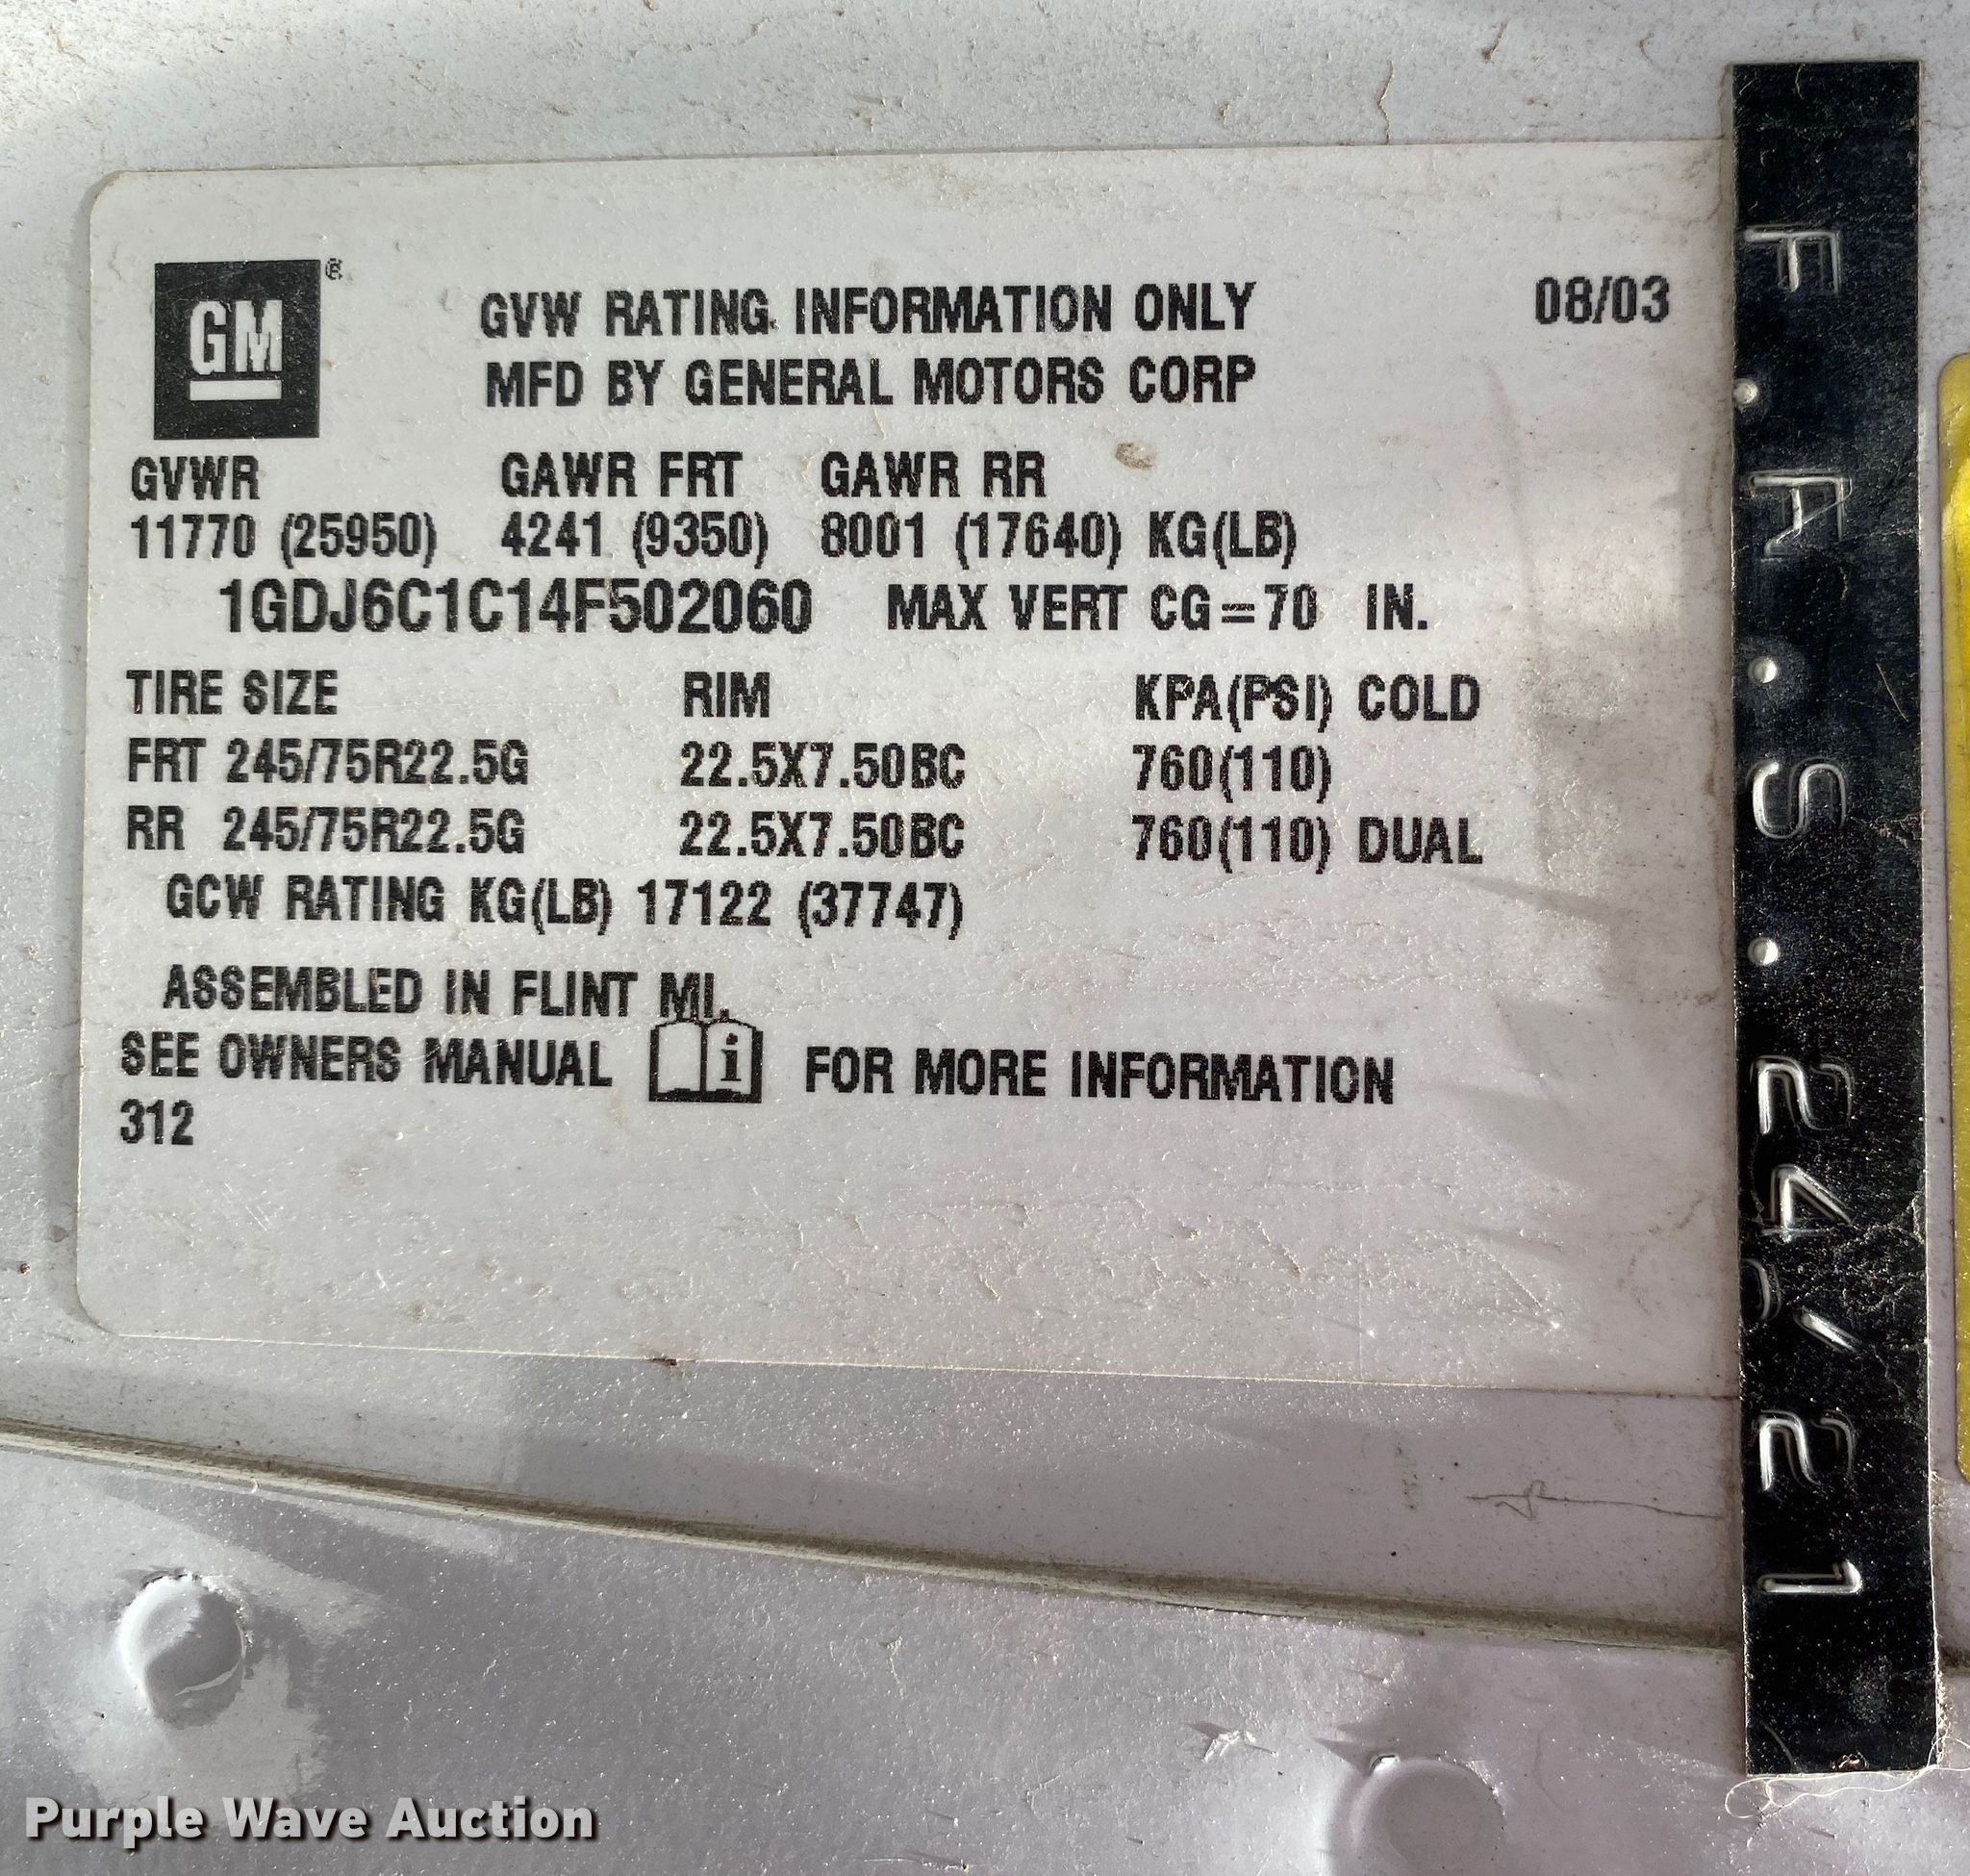 GM®
GVW RATING INFORMATION ONLY 08/03
MFD BY GENERAL MOTORS CORP
GVWR GAWR FRT GAWR RR
11770 (25950) 4241 (9350) 8001 (17640) KG(LB)
1GDJ6C1C14F502060 MAX VERT CG=70 IN.
TIRE SIZE RIM KPA(PSI) COLD
FRT 245/75R22.5G 22.5X7.50BC 760(110)
RR 245/75R22.5G 22.5X7.50BC 760(110) DUAL
GCW RATING KG(LB) 17122 (37747)
ASSEMBLED IN FLINT MI.
SEE OWNERS MANUAL i FOR MORE INFORMATION
312
F.A.S. 24/21
Purple Wave Auction